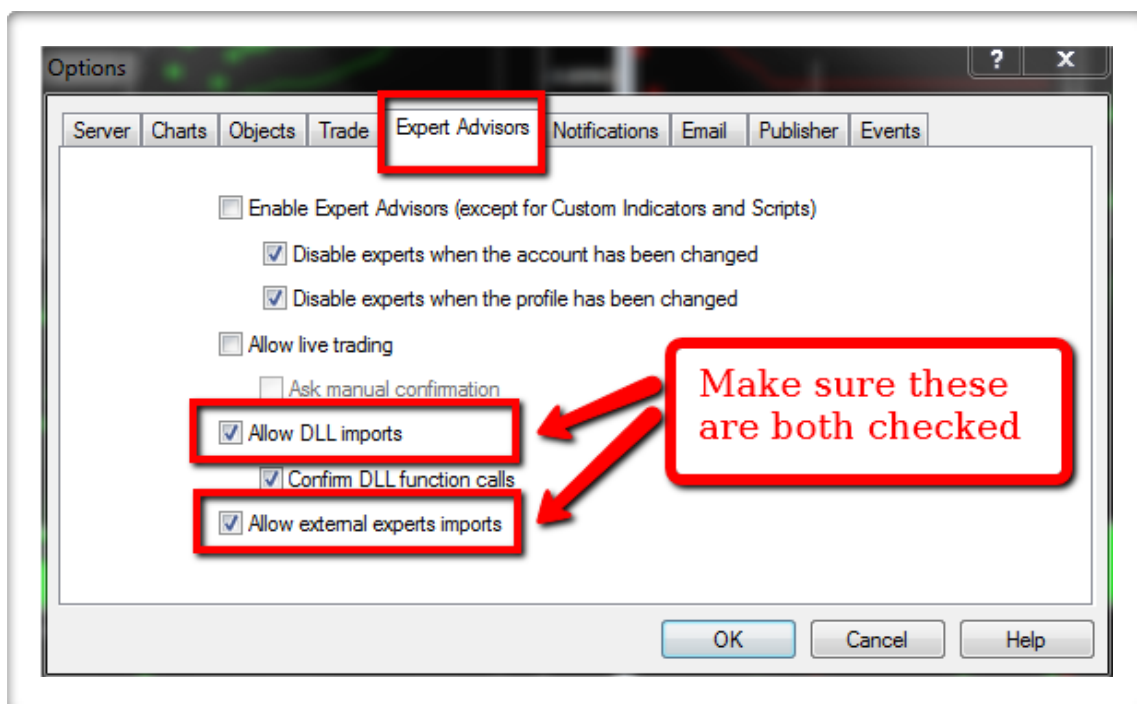 Options
? x
Server Charts Objects Trade Expert Advisors Notifications Email Publisher Events
Enable Expert Advisors (except for Custom Indicators and Scripts)
Disable experts when the account has been changed
Disable experts when the profile has been changed
Allow live trading
Ask manual confirmation
Make sure these
are both checked
Allow DLL imports
Confirm DLL function calls
Allow external experts imports
OK Cancel Help